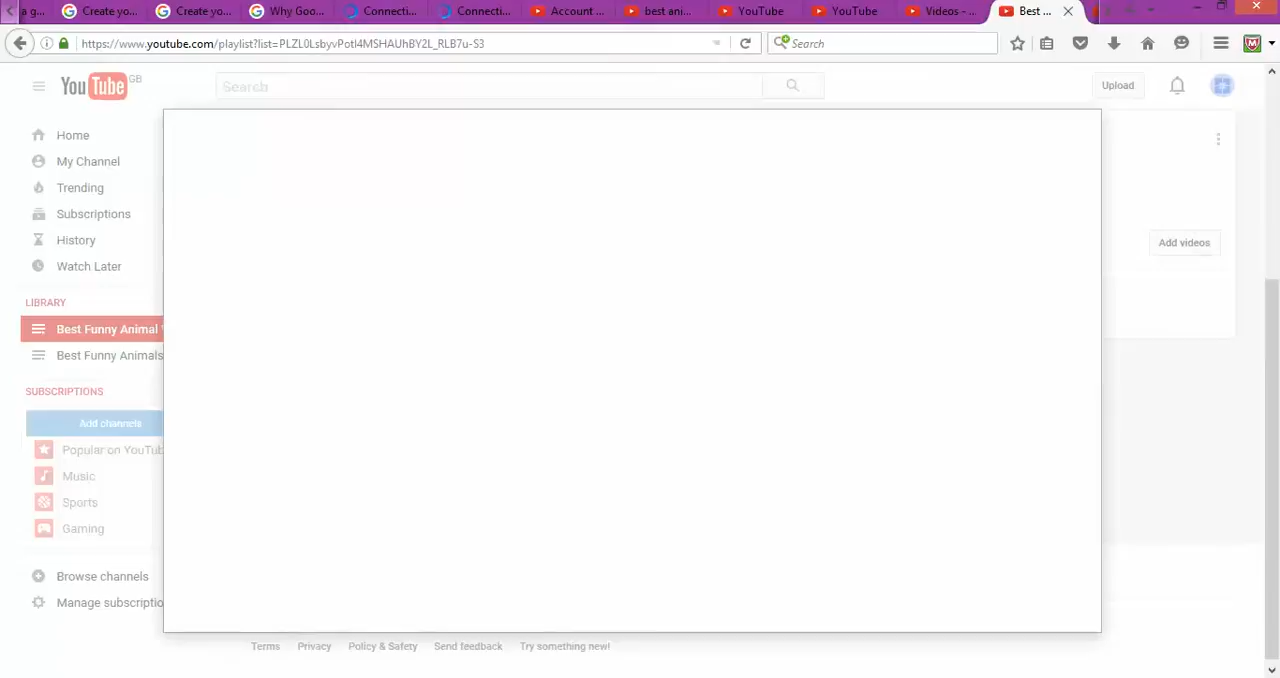 a g...
Create yo...
Create yo...
Why Goo...
Connecti...
Connecti...
Account ...
best ani...
YouTube
YouTube
Videos - ...
Best ...
https://www.youtube.com/playlist?list=PLZL0LsbyvPotI4MSHAUhBY2L_RLB7u-S3
Search
YouTube GB
Search
Upload
Home
My Channel
Trending
Subscriptions
History
Watch Later
LIBRARY
Best Funny Animal
Best Funny Animals
SUBSCRIPTIONS
Add channels
Popular on YouTub
Music
Sports
Gaming
Browse channels
Manage subscriptio
Add videos
Terms
Privacy
Policy & Safety
Send feedback
Try something new!